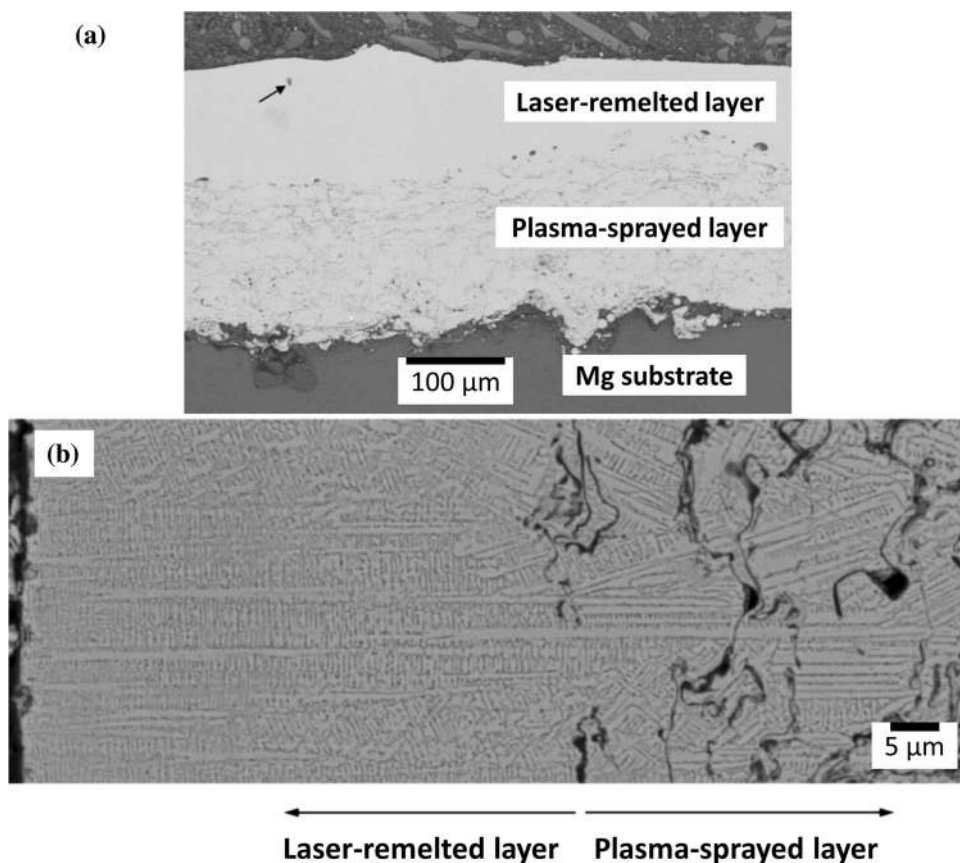 (a)
Laser-remelted layer
Plasma-sprayed layer
100 µm
Mg substrate
(b)
5 µm
Laser-remelted layer
Plasma-sprayed layer